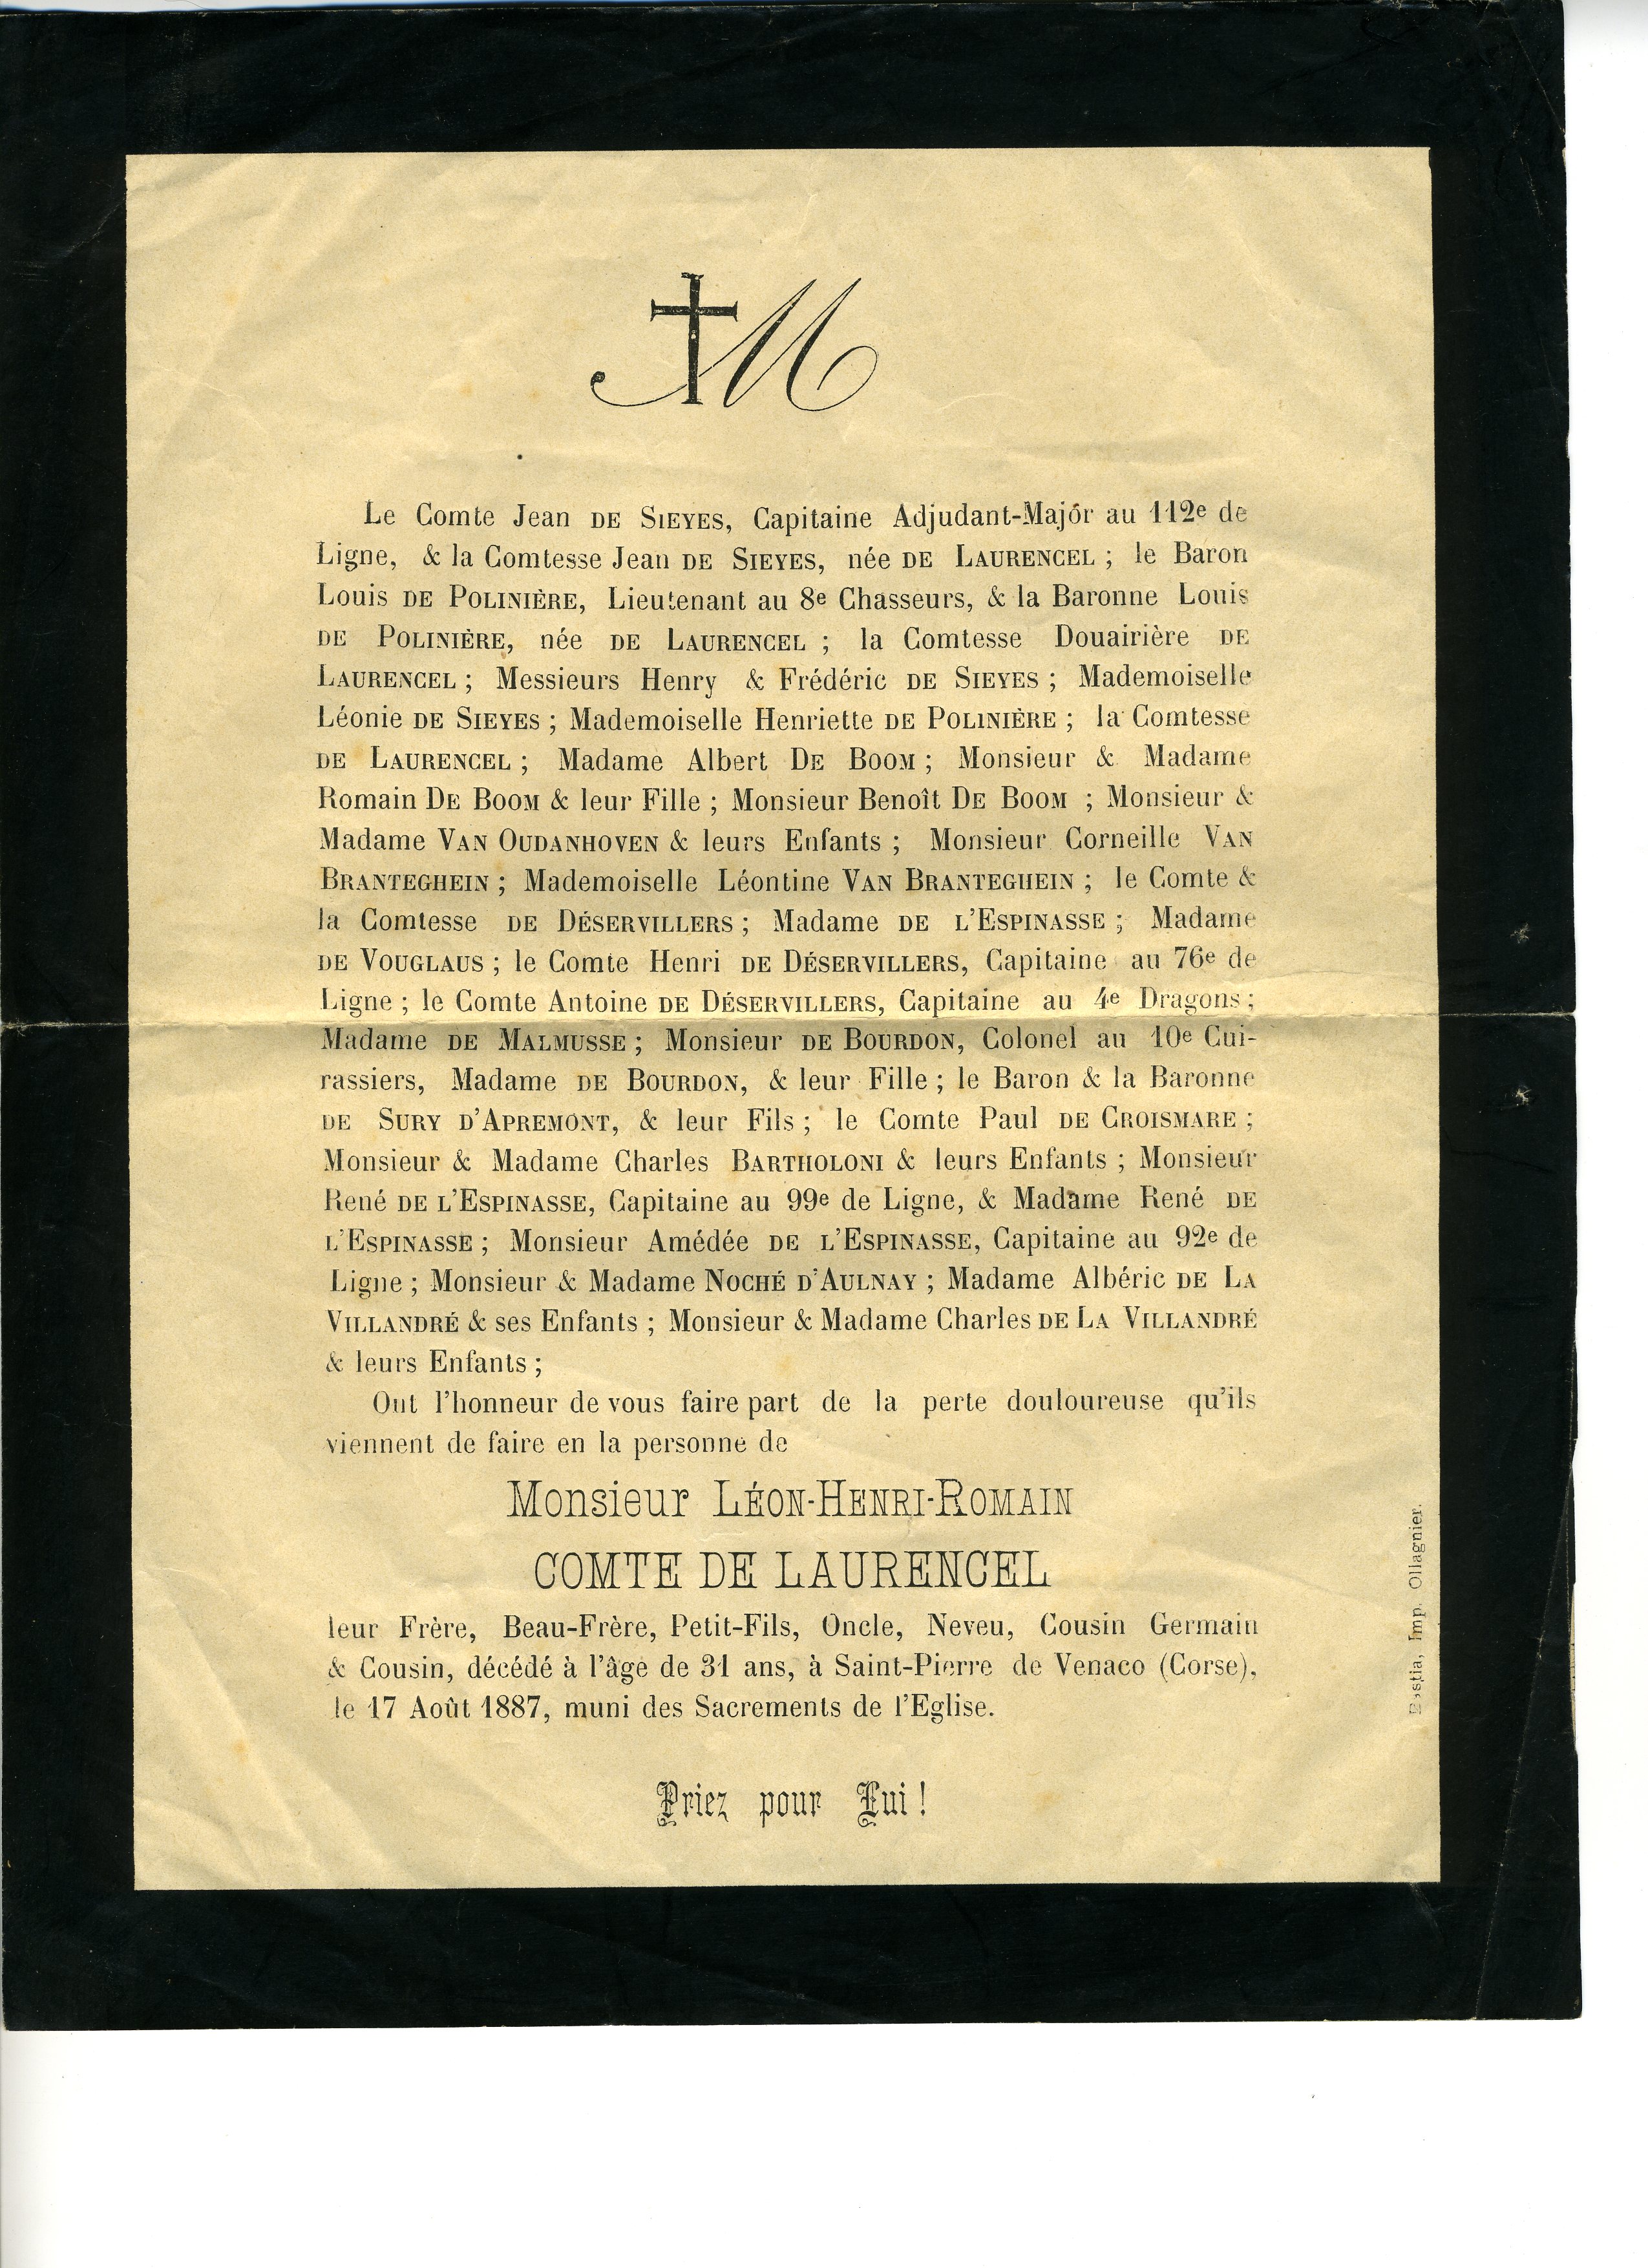 M
Le Comte Jean DE SIEYES, Capitaine Adjudant-Major au 112e de
Ligne, & la Comtesse Jean DE SIEYES, née DE LAURENCEL ; le Baron
Louis DE POLINIÈRE, Lieutenant au 8e Chasseurs, & la Baronne Louis
DE POLINIÈRE, née DE LAURENCEL ; la Comtesse Douairière DE
LAURENCEL ; Messieurs Henry & Frédéric DE SIEYES ; Mademoiselle
Léonie DE SIEYES ; Mademoiselle Henriette DE POLINIÈRE ; la Comtesse
DE LAURENCEL ; Madame Albert DE BOOM ; Monsieur & Madame
Romain DE BOOM & leur Fille ; Monsieur Benoît DE BOOM ; Monsieur &
Madame VAN OUDANHOVEN & leurs Enfants ; Monsieur Corneille VAN
BRANTEGHEIN ; Mademoiselle Léontine VAN BRANTEGHEIN ; le Comte &
la Comtesse DE DÉSERVILLERS ; Madame DE L'ESPINASSE ; Madame
DE VOUGLAUS ; le Comte Henri DE DÉSERVILLERS, Capitaine au 76e de
Ligne ; le Comte Antoine DE DÉSERVILLERS, Capitaine au 4e Dragons ;
Madame DE MALMUSSE ; Monsieur DE BOURDON, Colonel au 10e Cui-
rassiers, Madame DE BOURDON, & leur Fille ; le Baron & la Baronne
DE SURY D'APREMONT, & leur Fils ; le Comte Paul DE CROISMARE ;
Monsieur & Madame Charles BARTHOLONI & leurs Enfants ; Monsieur
René DE L'ESPINASSE, Capitaine au 99e de Ligne, & Madame René DE
L'ESPINASSE ; Monsieur Amédée DE L'ESPINASSE, Capitaine au 92e de
Ligne ; Monsieur & Madame NOCHÉ D'AULNAY ; Madame Albéric DE LA
VILLANDRÉ & ses Enfants ; Monsieur & Madame Charles DE LA VILLANDRÉ
& leurs Enfants ;
Ont l'honneur de vous faire part de la perte douloureuse qu'ils
viennent de faire en la personne de
Monsieur LÉON-HENRI-ROMAIN
COMTE DE LAURENCEL
leur Frère, Beau-Frère, Petit-Fils, Oncle, Neveu, Cousin Germain
& Cousin, décédé à l'âge de 31 ans, à Saint-Pierre de Venaco (Corse),
le 17 Août 1887, muni des Sacrements de l'Eglise.
Priez pour Lui !
Bastia, Imp. Ollagnier.